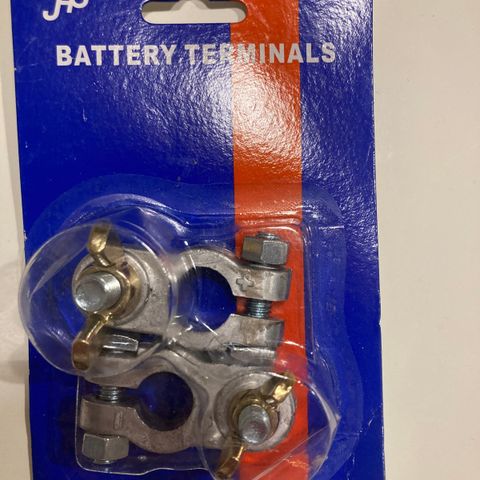 BATTERY TERMINALS
+